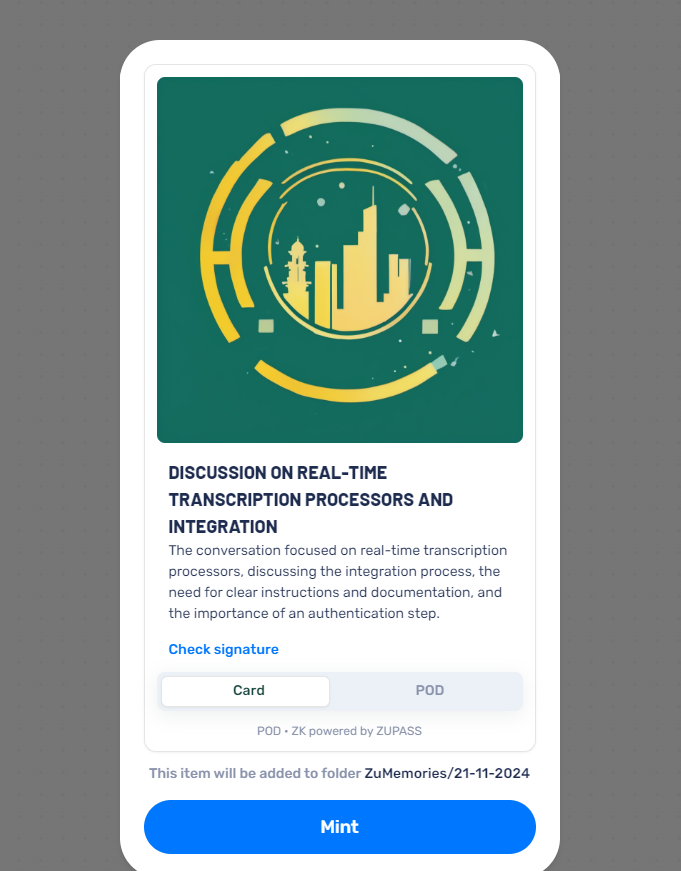 DISCUSSION ON REAL-TIME
TRANSCRIPTION PROCESSORS AND
INTEGRATION
The conversation focused on real-time transcription
processors, discussing the integration process, the
need for clear instructions and documentation, and
the importance of an authentication step.
Check signature
Card
POD
POD • ZK powered by ZUPASS
This item will be added to folder ZuMemories/21-11-2024
Mint